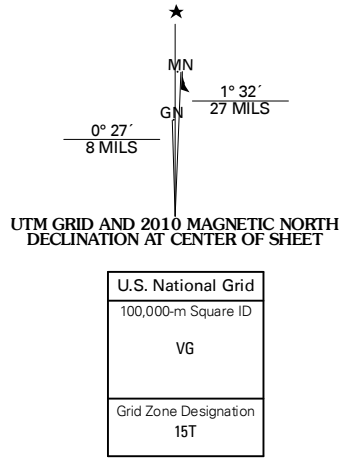 ★
MN
1° 32´
27 MILS
GN
0° 27´
8 MILS
UTM GRID AND 2010 MAGNETIC NORTH
DECLINATION AT CENTER OF SHEET
U.S. National Grid
100,000-m Square ID
VG
Grid Zone Designation
15T